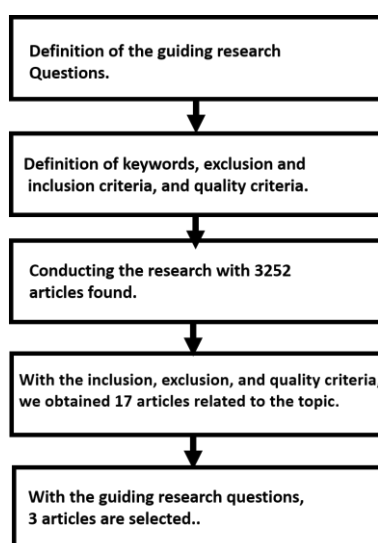 Definition of the guiding research
Questions.
Definition of keywords, exclusion and
inclusion criteria, and quality criteria.
Conducting the research with 3252
articles found.
With the inclusion, exclusion, and quality criteria,
we obtained 17 articles related to the topic.
With the guiding research questions,
3 articles are selected..